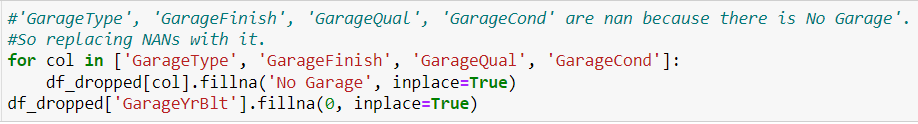 #'GarageType', 'GarageFinish', 'GarageQual', 'GarageCond' are nan because there is No Garage'.
#So replacing NANs with it.
for col in ['GarageType', 'GarageFinish', 'GarageQual', 'GarageCond']:
    df_dropped[col].fillna('No Garage', inplace=True)
df_dropped['GarageYrBlt'].fillna(0, inplace=True)